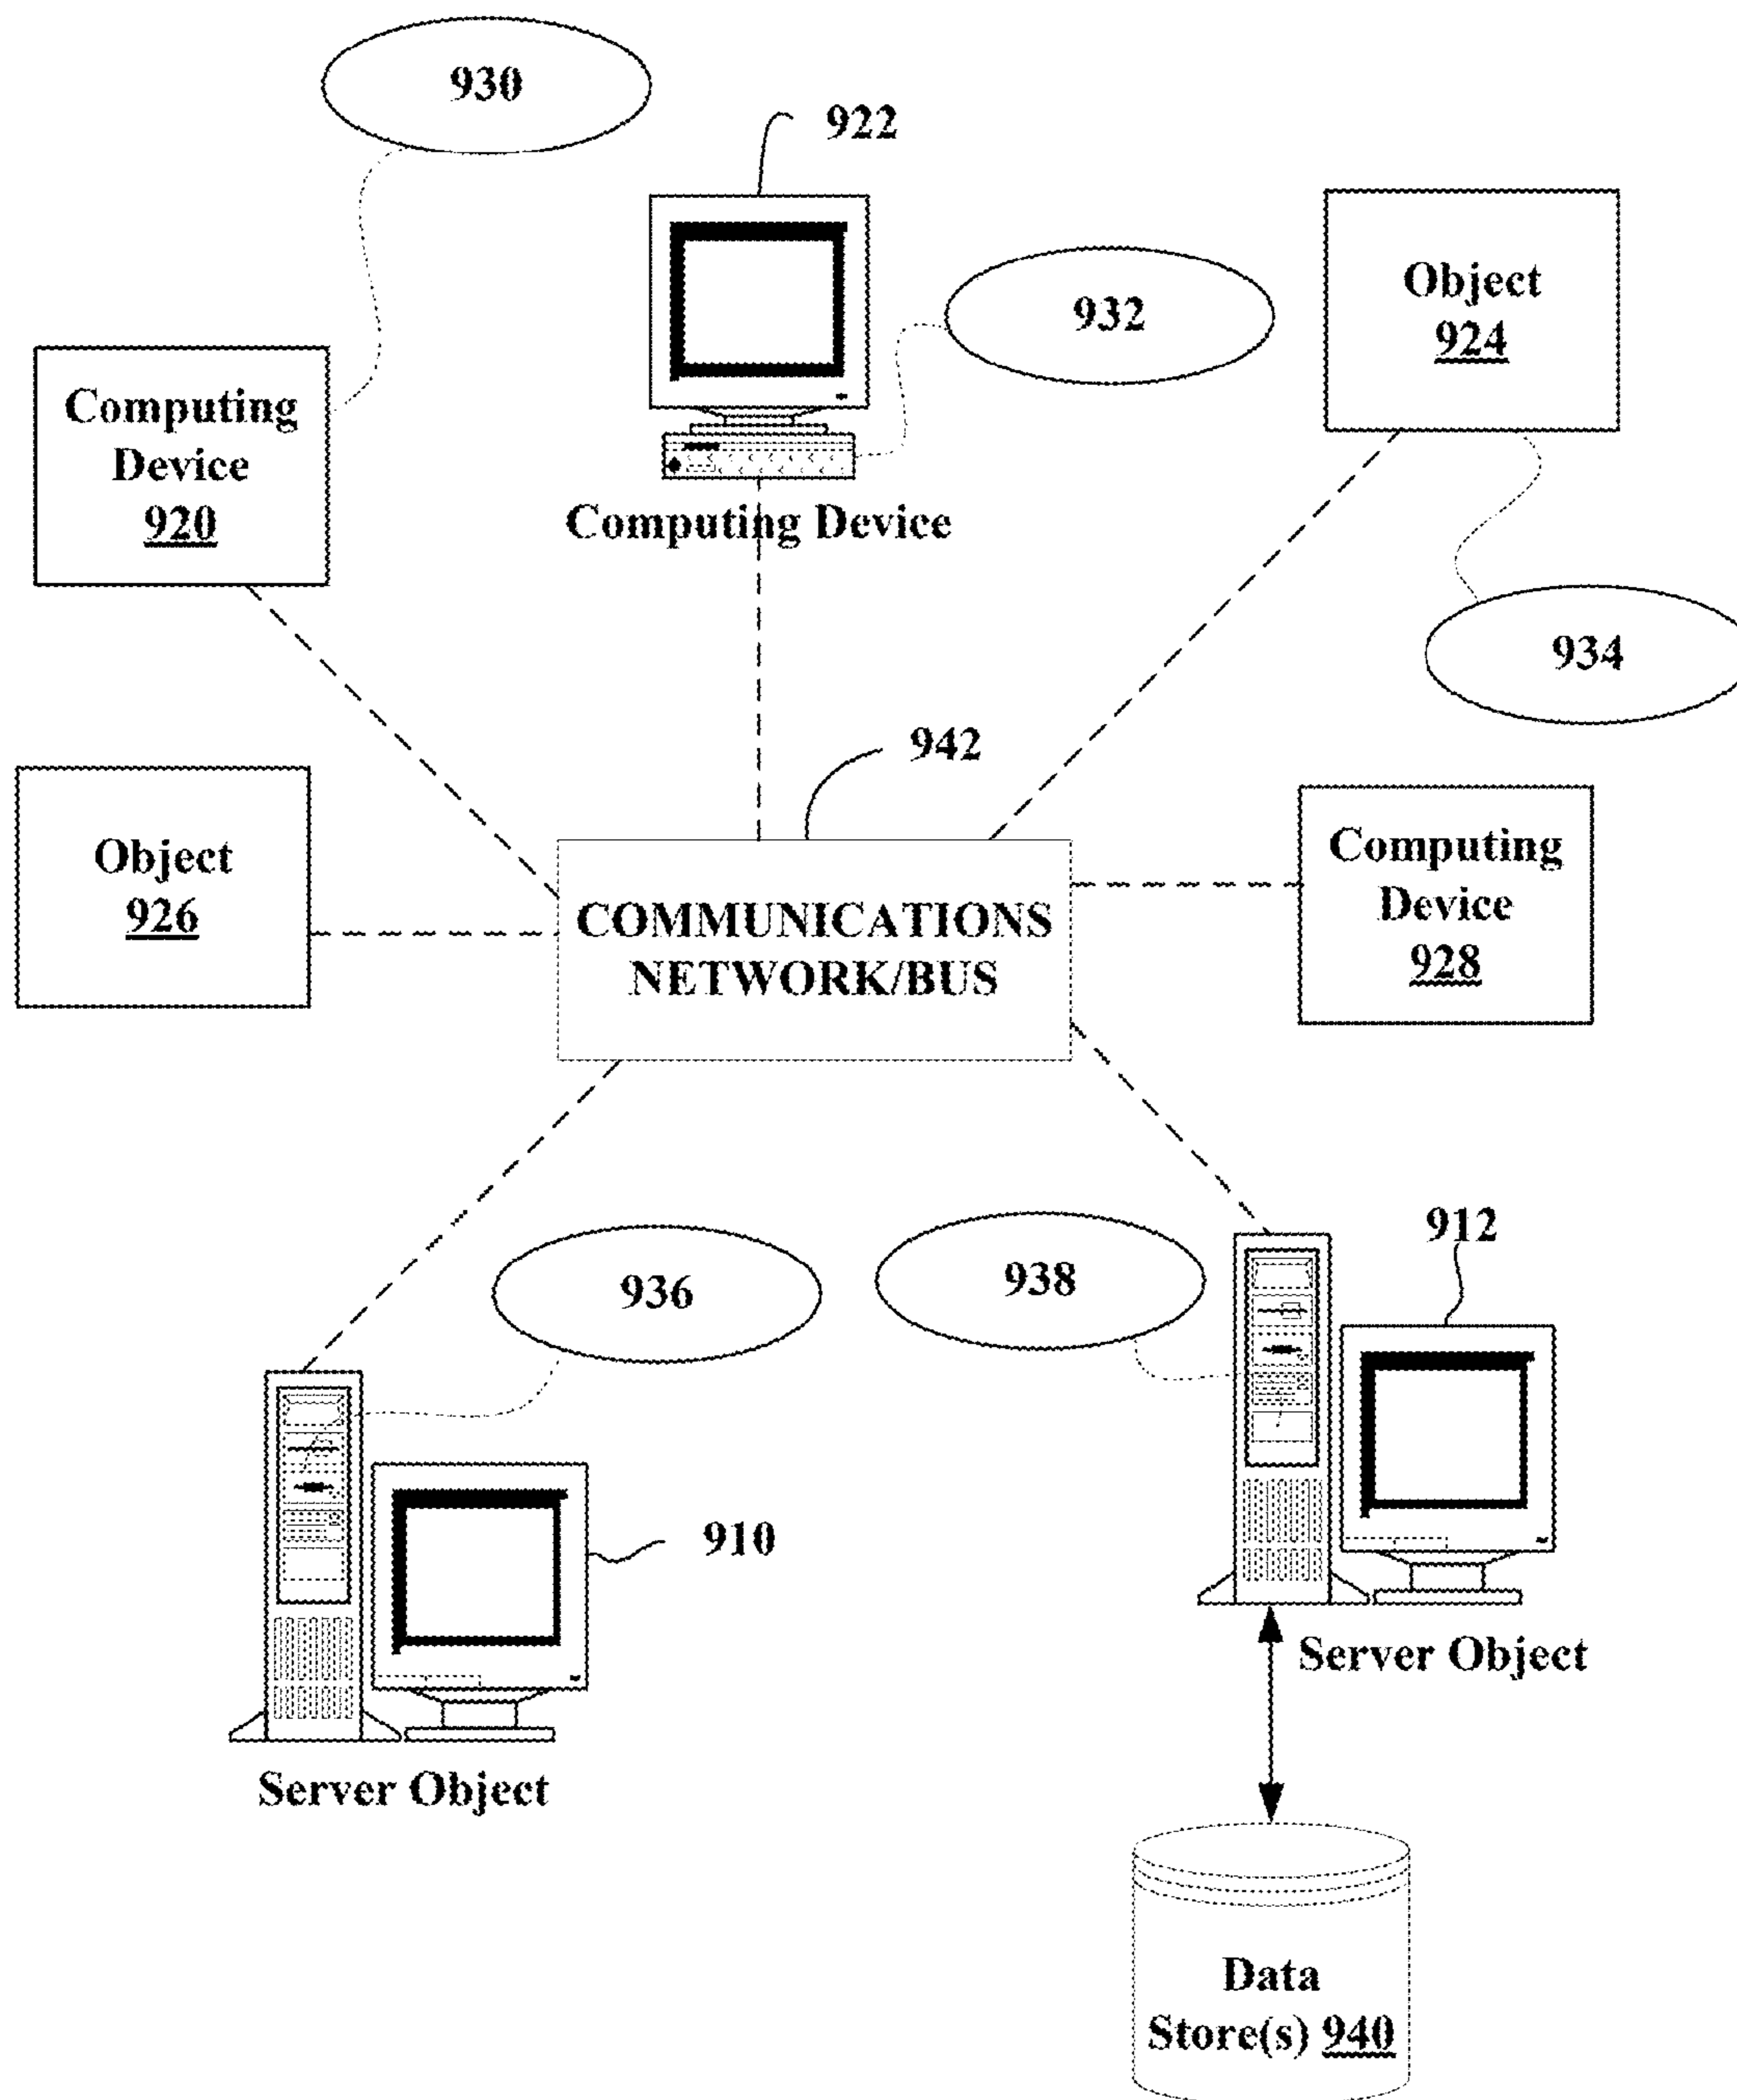 930
922
932
Object
924
Computing
Device
920
Computing Device
934
942
Object
926
COMMUNICATIONS
NETWORK/BUS
Computing
Device
928
936
938
912
910
Server Object
Server Object
Data
Store(s) 940